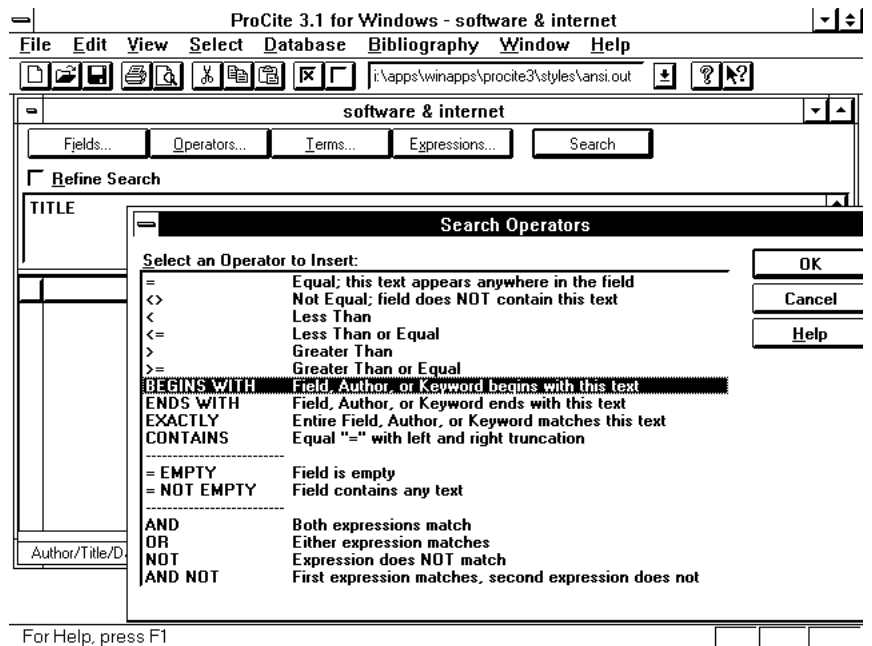 ProCite 3.1 for Windows - software & internet
File Edit View Select Database Bibliography Window Help
i:\apps\winapps\procite3\styles\ansi.out
software & internet
Fields... Operators... Terms... Expressions... Search
Refine Search
TITLE
Search Operators
Select an Operator to Insert:
OK
= Equal; this text appears anywhere in the field
<> Not Equal; field does NOT contain this text
Cancel
< Less Than
<= Less Than or Equal
Help
> Greater Than
>= Greater Than or Equal
BEGINS WITH Field, Author, or Keyword begins with this text
ENDS WITH Field, Author, or Keyword ends with this text
EXACTLY Entire Field, Author, or Keyword matches this text
CONTAINS Equal "=" with left and right truncation
------------------------
= EMPTY Field is empty
= NOT EMPTY Field contains any text
------------------------
AND Both expressions match
OR Either expression matches
NOT Expression does NOT match
AND NOT First expression matches, second expression does not
Author/Title/D
For Help, press F1